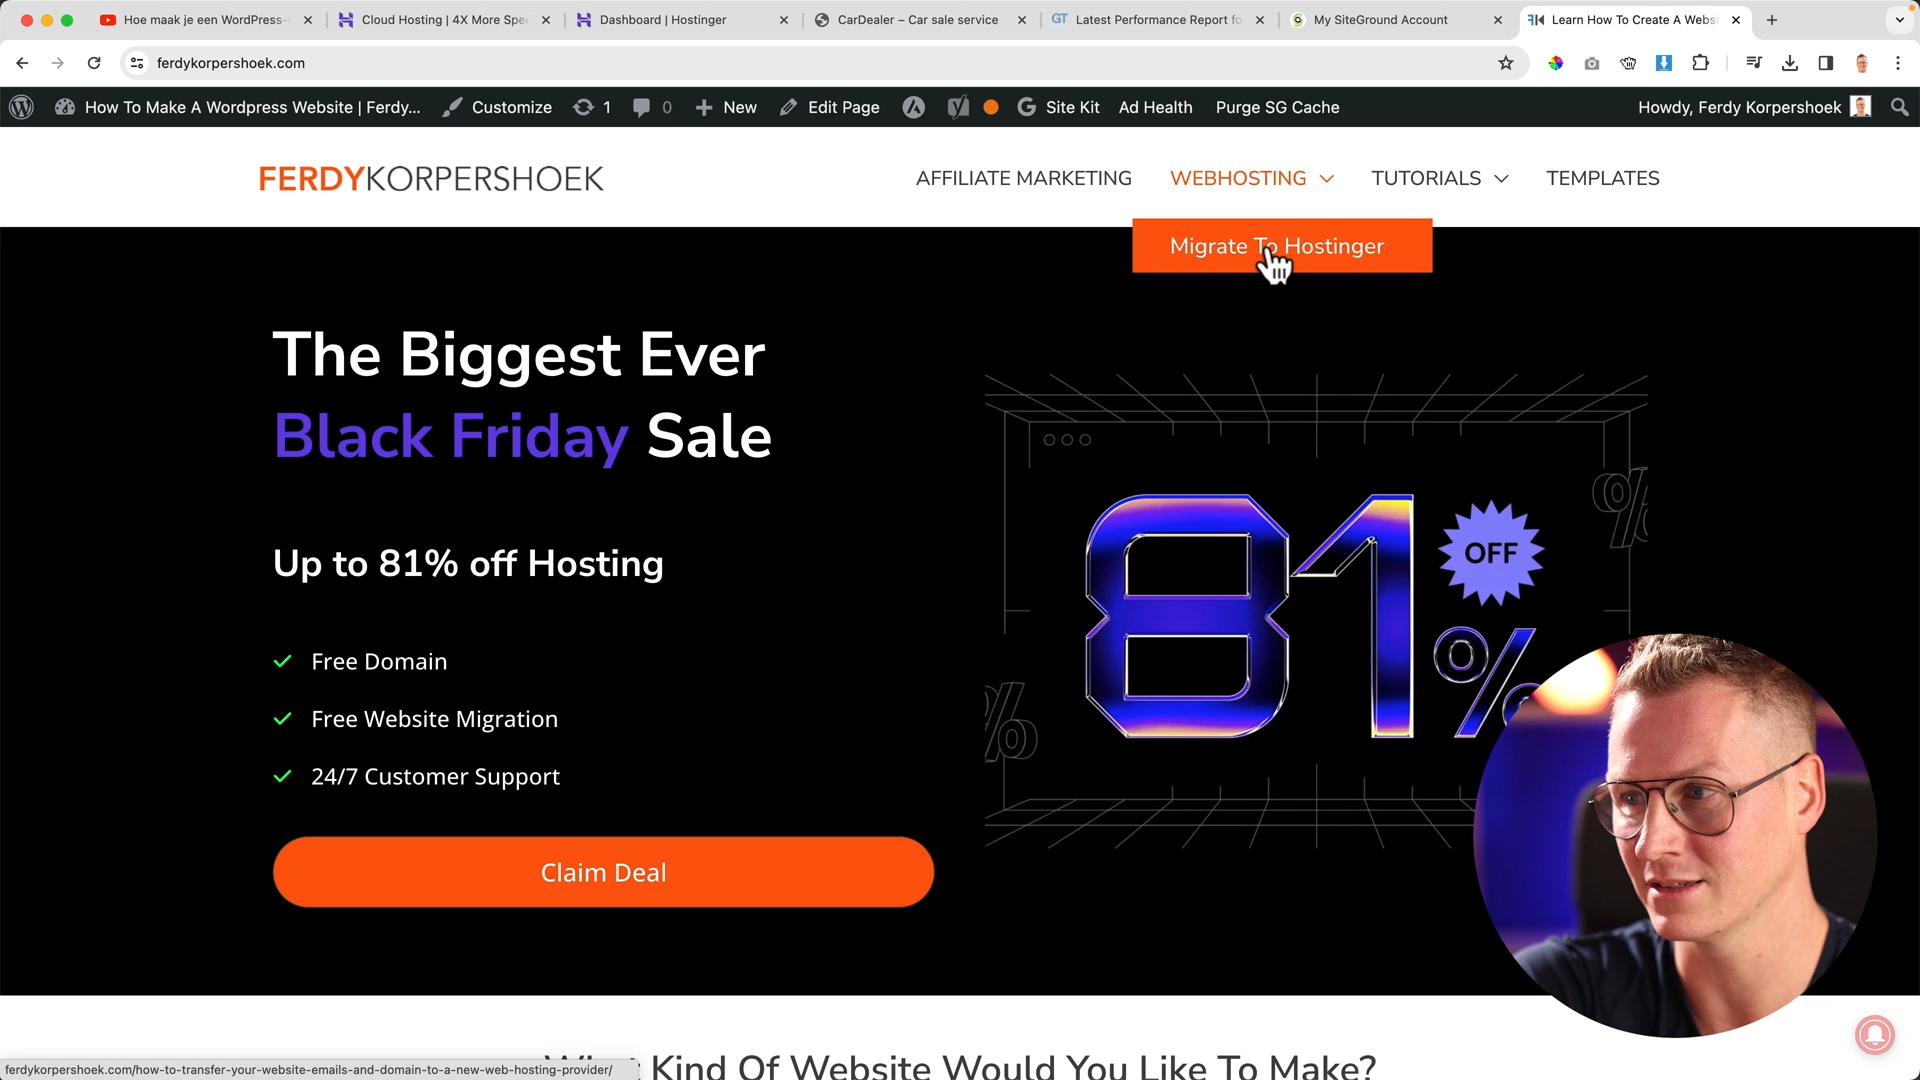 Hoe maak je een WordPress-
Cloud Hosting | 4X More Spe
Dashboard | Hostinger
CarDealer – Car sale service
GT
Latest Performance Report fo
My SiteGround Account
Learn How To Create A Websi
ferdykorpershoek.com
How To Make A Wordpress Website | Ferdy...
Customize
1
0
New
Edit Page
Site Kit
Ad Health
Purge SG Cache
Howdy, Ferdy Korpershoek
FERDYKORPERSHOEK
AFFILIATE MARKETING
WEBHOSTING
TUTORIALS
TEMPLATES
Migrate To Hostinger
The Biggest Ever
Black Friday Sale
Up to 81% off Hosting
Free Domain
Free Website Migration
24/7 Customer Support
Claim Deal
81%
OFF
Kind Of Website Would You Like To Make?
ferdykorpershoek.com/how-to-transfer-your-website-emails-and-domain-to-a-new-web-hosting-provider/